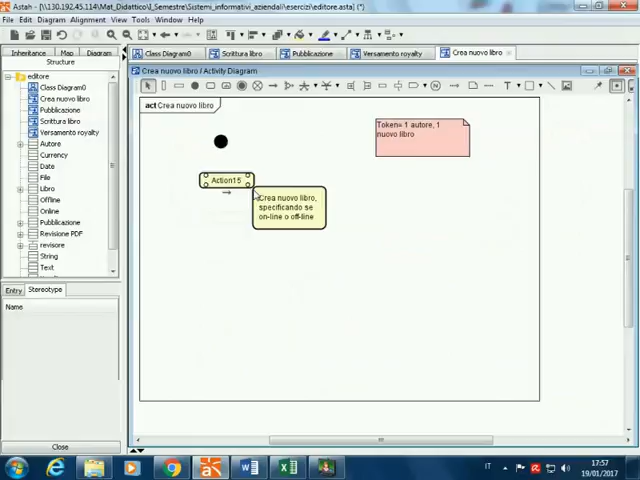 Astah - [\\130.192.45.114\Mat_Didattico\I_Semestre\Sistemi_informativi_aziendali\esercizi\editore.asta] (*)
File Edit Diagram Alignment View Tools Window Plugin Help
Inheritance Map Diagram
Structure
editore
Class Diagram0
Crea nuovo libro
Pubblicazione
Scrittura libro
Versamento royalty
Autore
Currency
Date
File
Libro
Offline
Online
Pubblicazione
Revisione PDF
revisore
String
Text
Entry Stereotype
Name
Close
Class Diagram0 Scrittura libro Pubblicazione Versamento royalty Crea nuovo libro
Crea nuovo libro / Activity Diagram
act Crea nuovo libro
Token= 1 autore, 1
nuovo libro
Action15
Crea nuovo libro,
specificando se
on-line o off-line
IT
17:57
19/01/2017